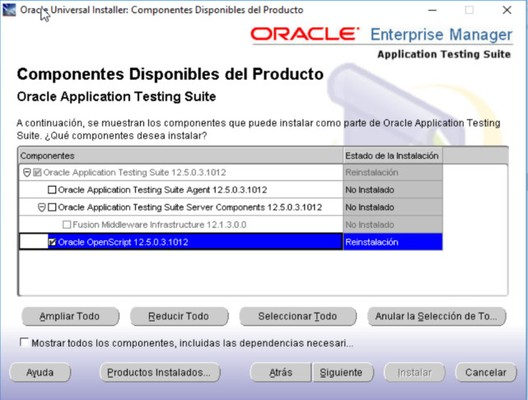 Oracle Universal Installer: Componentes Disponibles del Producto
ORACLE Enterprise Manager
Application Testing Suite
Componentes Disponibles del Producto
Oracle Application Testing Suite
A continuación, se muestran los componentes que puede instalar como parte de Oracle Application Testing
Suite. ¿Qué componentes desea instalar?
Componentes Estado de la Instalación
Oracle Application Testing Suite 12.5.0.3.1012 Reinstalación
Oracle Application Testing Suite Agent 12.5.0.3.1012 No Instalado
Oracle Application Testing Suite Server Components 12.5.0.3.1012 No Instalado
Fusion Middleware Infrastructure 12.1.3.0.0 No Instalado
Oracle OpenScript 12.5.0.3.1012 Reinstalación
Ampliar Todo Reducir Todo Seleccionar Todo Anular la Selección de To...
Mostrar todos los componentes, incluidas las dependencias necesari...
Ayuda Productos Instalados... Atrás Siguiente Instalar Cancelar